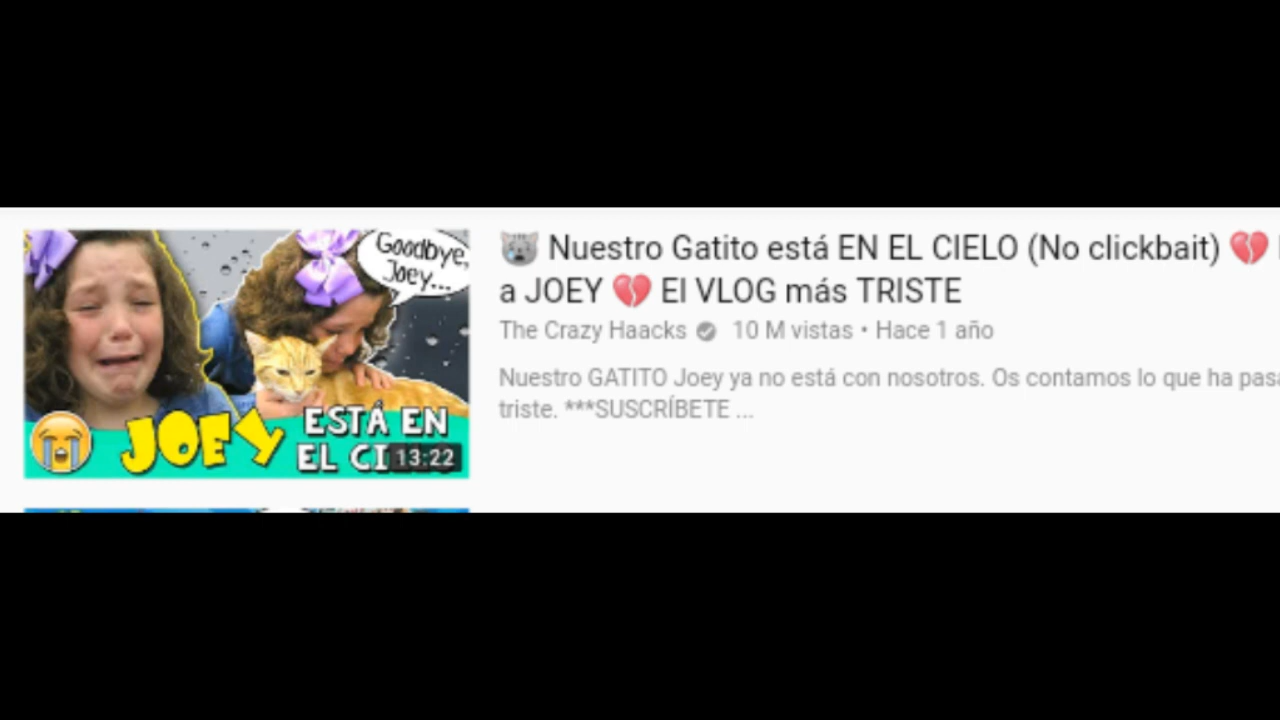 Goodbye,
Joey...
JOEY
ESTÁ EN
EL CI
13:22
Nuestro Gatito está EN EL CIELO (No clickbait)
a JOEY 💔 El VLOG más TRISTE
The Crazy Haacks 10 M vistas • Hace 1 año
Nuestro GATITO Joey ya no está con nosotros. Os contamos lo que ha
triste. ***SUSCRÍBETE ...